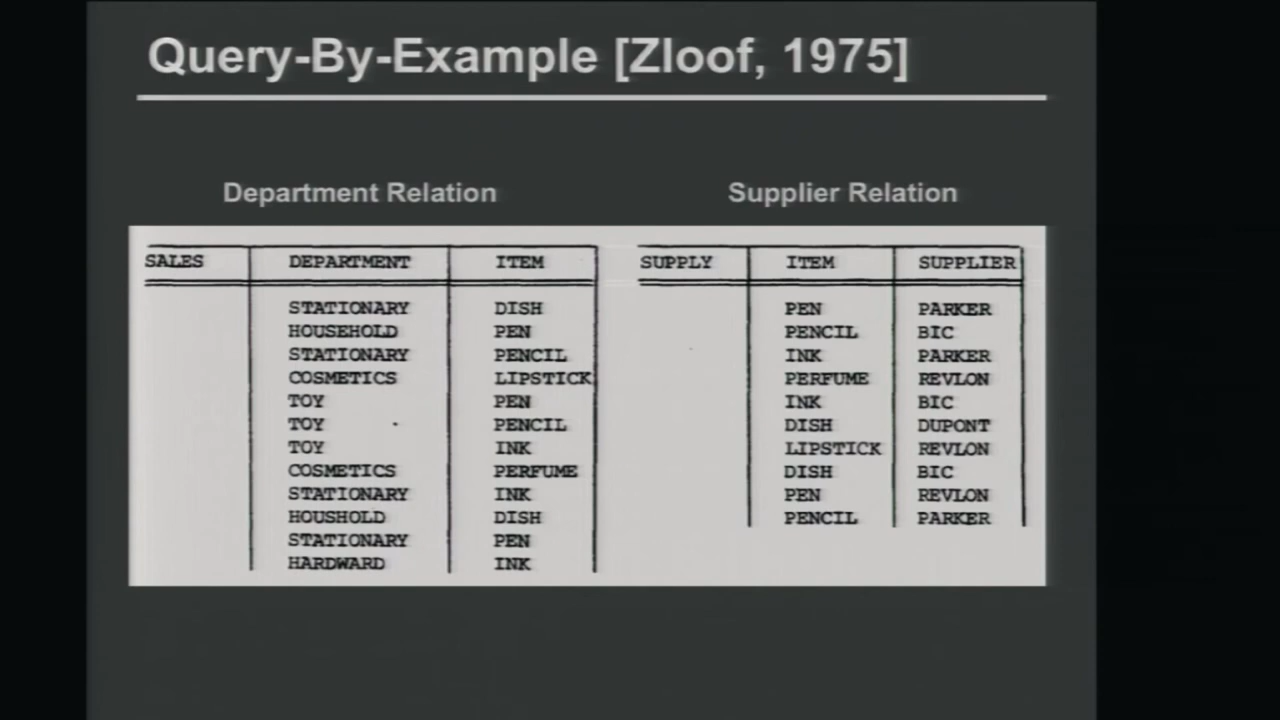 Query-By-Example [Zloof, 1975]
Department Relation
SALES DEPARTMENT ITEM
STATIONARY DISH
HOUSEHOLD PEN
STATIONARY PENCIL
COSMETICS LIPSTICK
TOY PEN
TOY PENCIL
TOY INK
COSMETICS PERFUME
STATIONARY INK
HOUSHOLD DISH
STATIONARY PEN
HARDWARD INK
Supplier Relation
SUPPLY ITEM SUPPLIER
PEN PARKER
PENCIL BIC
INK PARKER
PERFUME REVLON
INK BIC
DISH DUPONT
LIPSTICK REVLON
DISH BIC
PEN REVLON
PENCIL PARKER